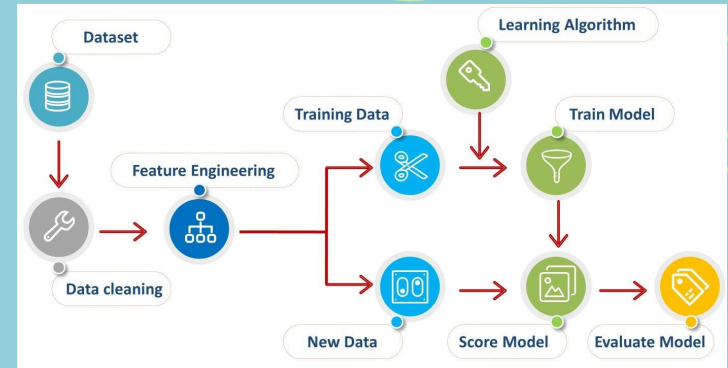 Dataset
Learning Algorithm
Training Data
Train Model
Feature Engineering
Data cleaning
New Data
Score Model
Evaluate Model